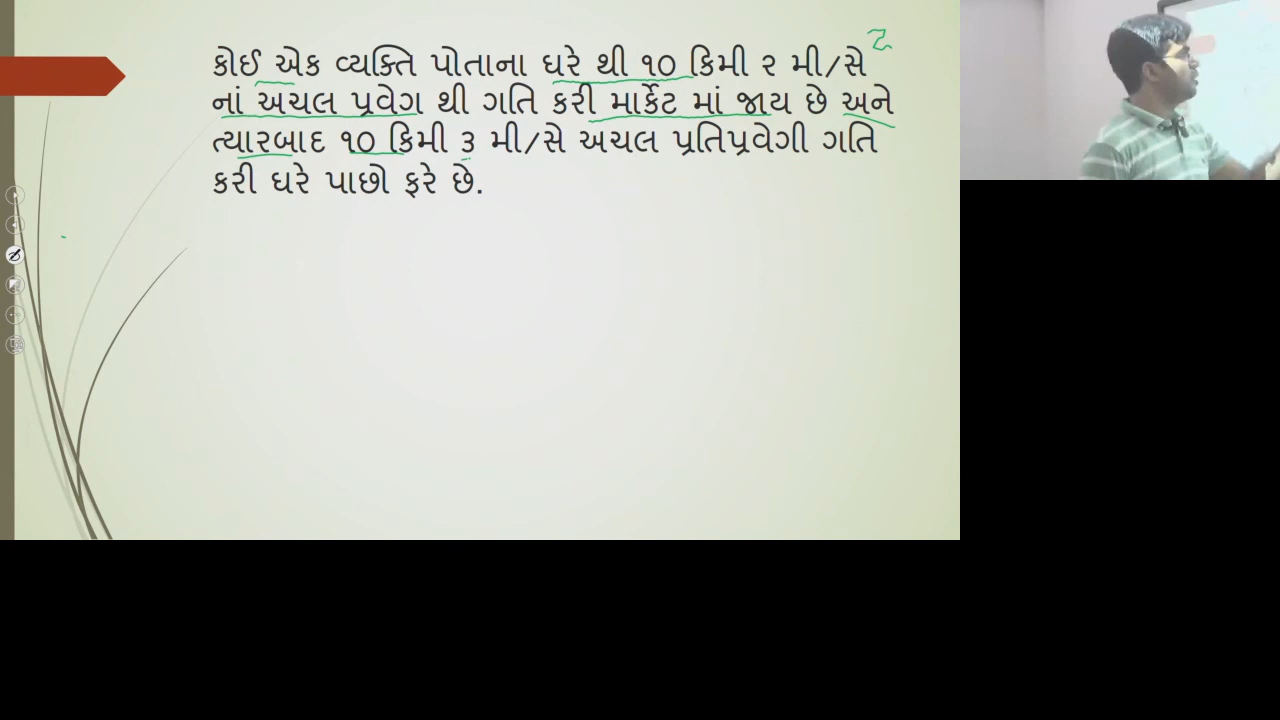 કોઈ એક વ્યક્તિ પોતાના ઘરે થી ૧૦ કિમી ૨ મી/સે
નાં અચલ પ્રવેગ થી ગતિ કરી માર્કેટ માં જાય છે અને
ત્યારબાદ ૧૦ કિમી ૩ મી/સે અચલ પ્રતિપ્રવેગી ગતિ
કરી ઘરે પાછો ફરે છે.